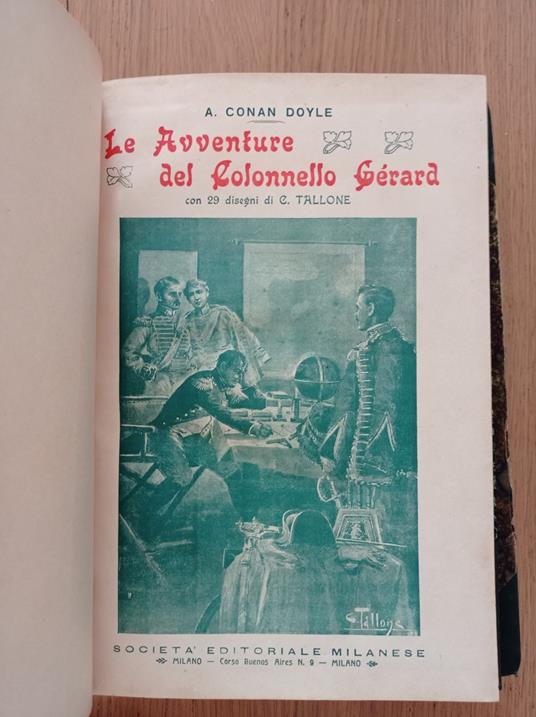 A. CONAN DOYLE
Le Avventure
del Colonnello Gérard
con 29 disegni di C. TALLONE
C Tallone
SOCIETA' EDITORIALE MILANESE
MILANO — Corso Buenos Aires N. 9 — MILANO